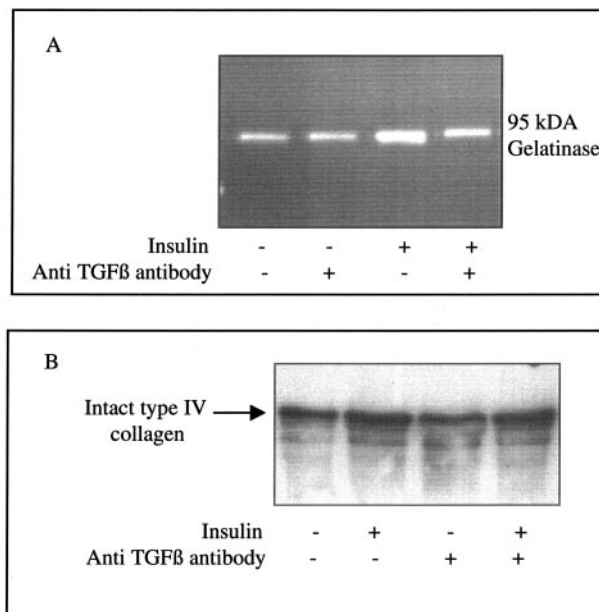 A
95 kDA
Gelatinase
Insulin - - + +
Anti TGFß antibody - + - +
B
Intact type IV
collagen
Insulin - + - +
Anti TGFß antibody - - + +